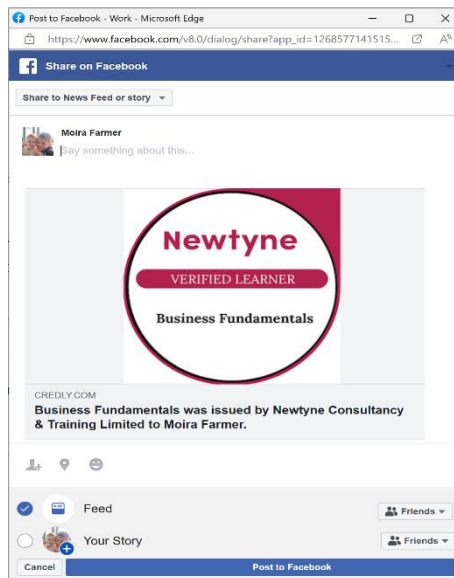 Post to Facebook - Work - Microsoft Edge
https://www.facebook.com/v8.0/dialog/share?app_id=1268577141515...
Share on Facebook
Share to News Feed or story
Moira Farmer
Say something about this...
Newtyne
VERIFIED LEARNER
Business Fundamentals
CREDLY.COM
Business Fundamentals was issued by Newtyne Consultancy
& Training Limited to Moira Farmer.
Feed
Friends
Your Story
Friends
Cancel
Post to Facebook